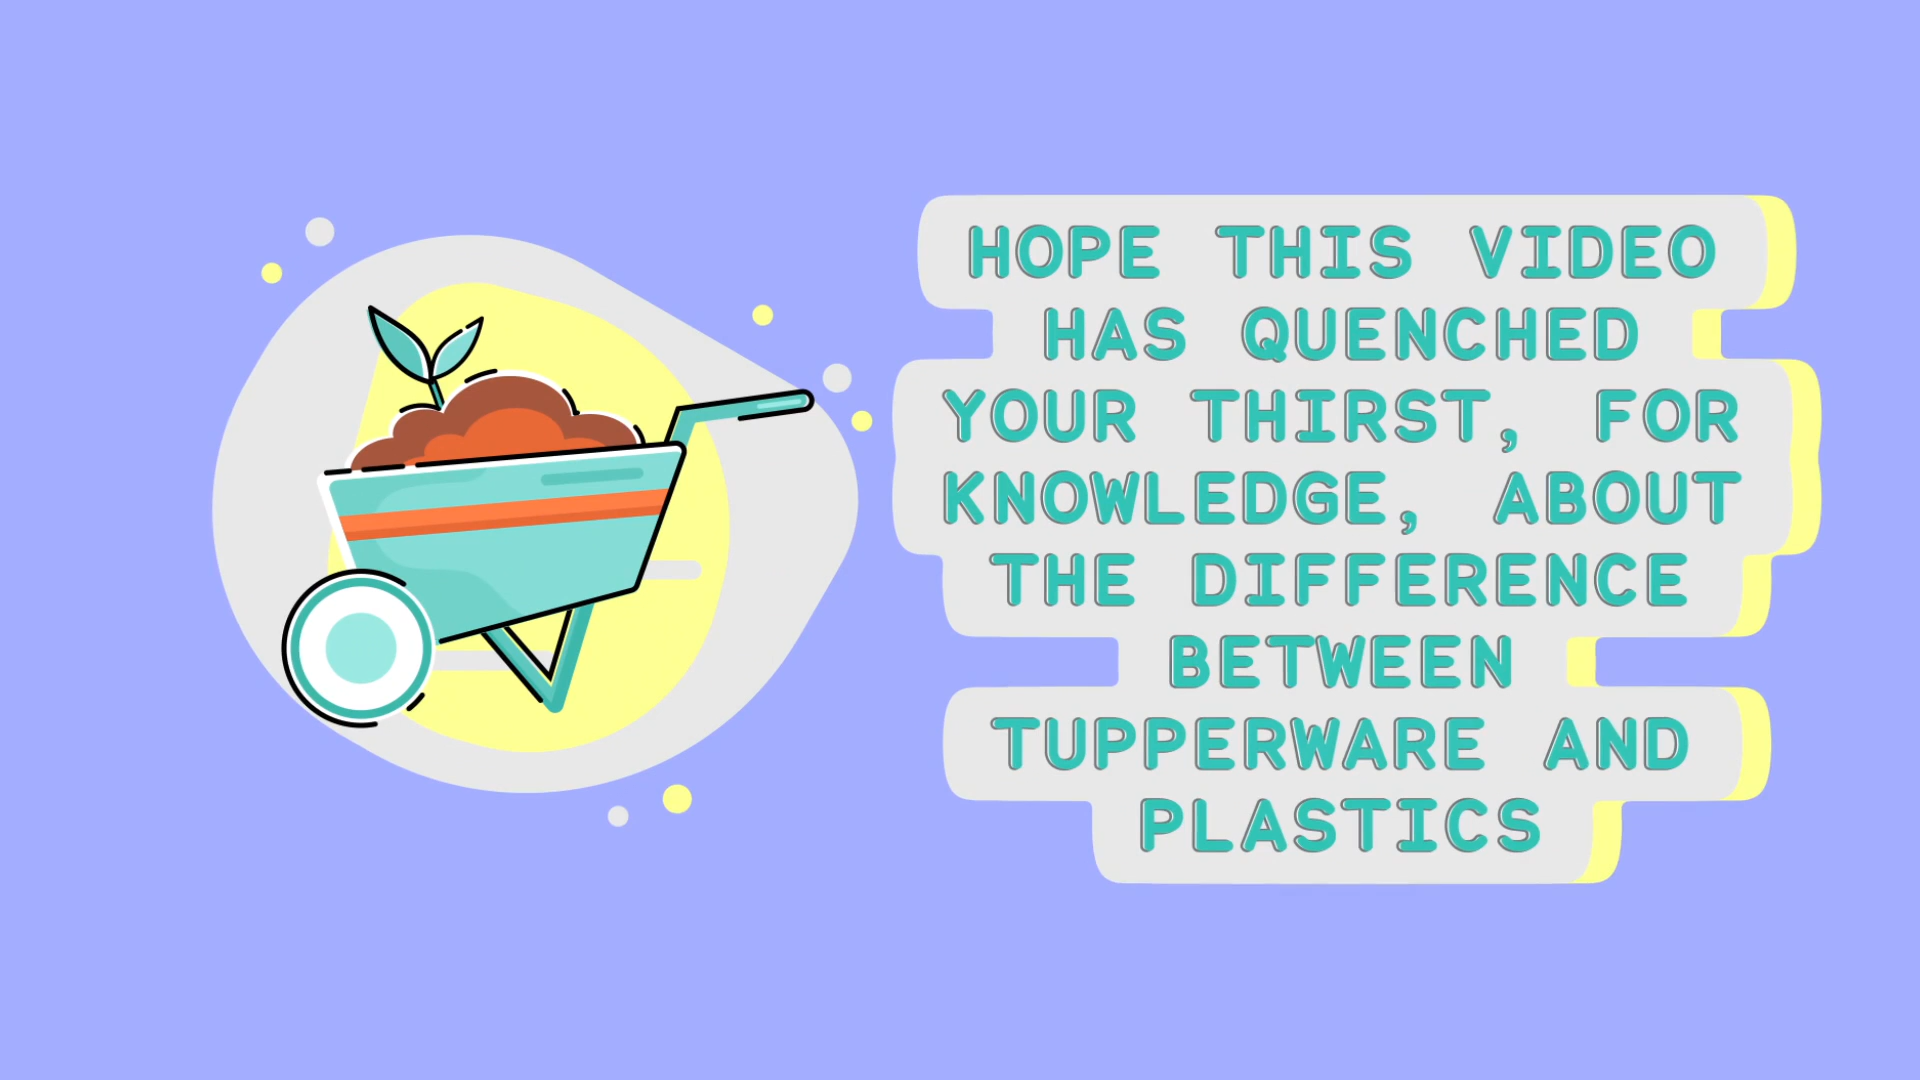 HOPE THIS VIDEO
HAS QUENCHED
YOUR THIRST, FOR
KNOWLEDGE, ABOUT
THE DIFFERENCE
BETWEEN
TUPPERWARE AND
PLASTICS